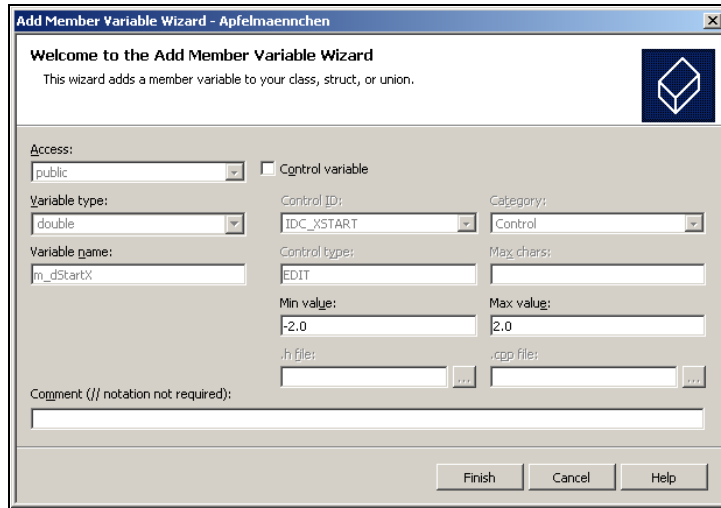 Add Member Variable Wizard - Apfelmaennchen
Welcome to the Add Member Variable Wizard
This wizard adds a member variable to your class, struct, or union.
Access:
public
Control variable
Variable type:
double
Control ID:
IDC_XSTART
Category:
Control
Variable name:
m_dStartX
Control type:
EDIT
Max chars:
Min value:
-2.0
Max value:
2.0
.h file:
...
.cpp file:
...
Comment (// notation not required):
Finish
Cancel
Help